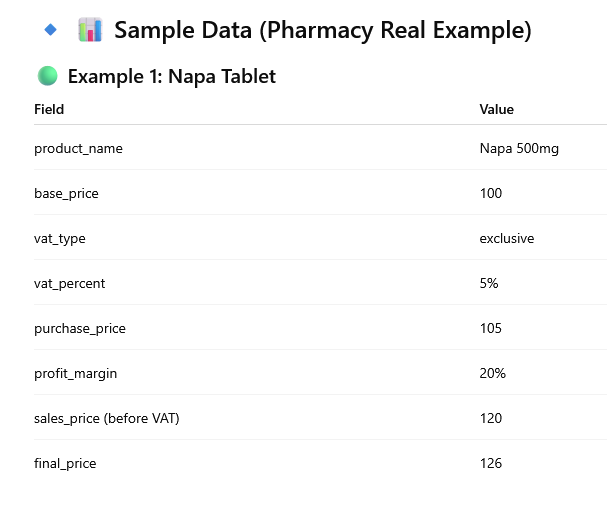 Sample Data (Pharmacy Real Example)
Example 1: Napa Tablet
Field Value
product_name Napa 500mg
base_price 100
vat_type exclusive
vat_percent 5%
purchase_price 105
profit_margin 20%
sales_price (before VAT) 120
final_price 126